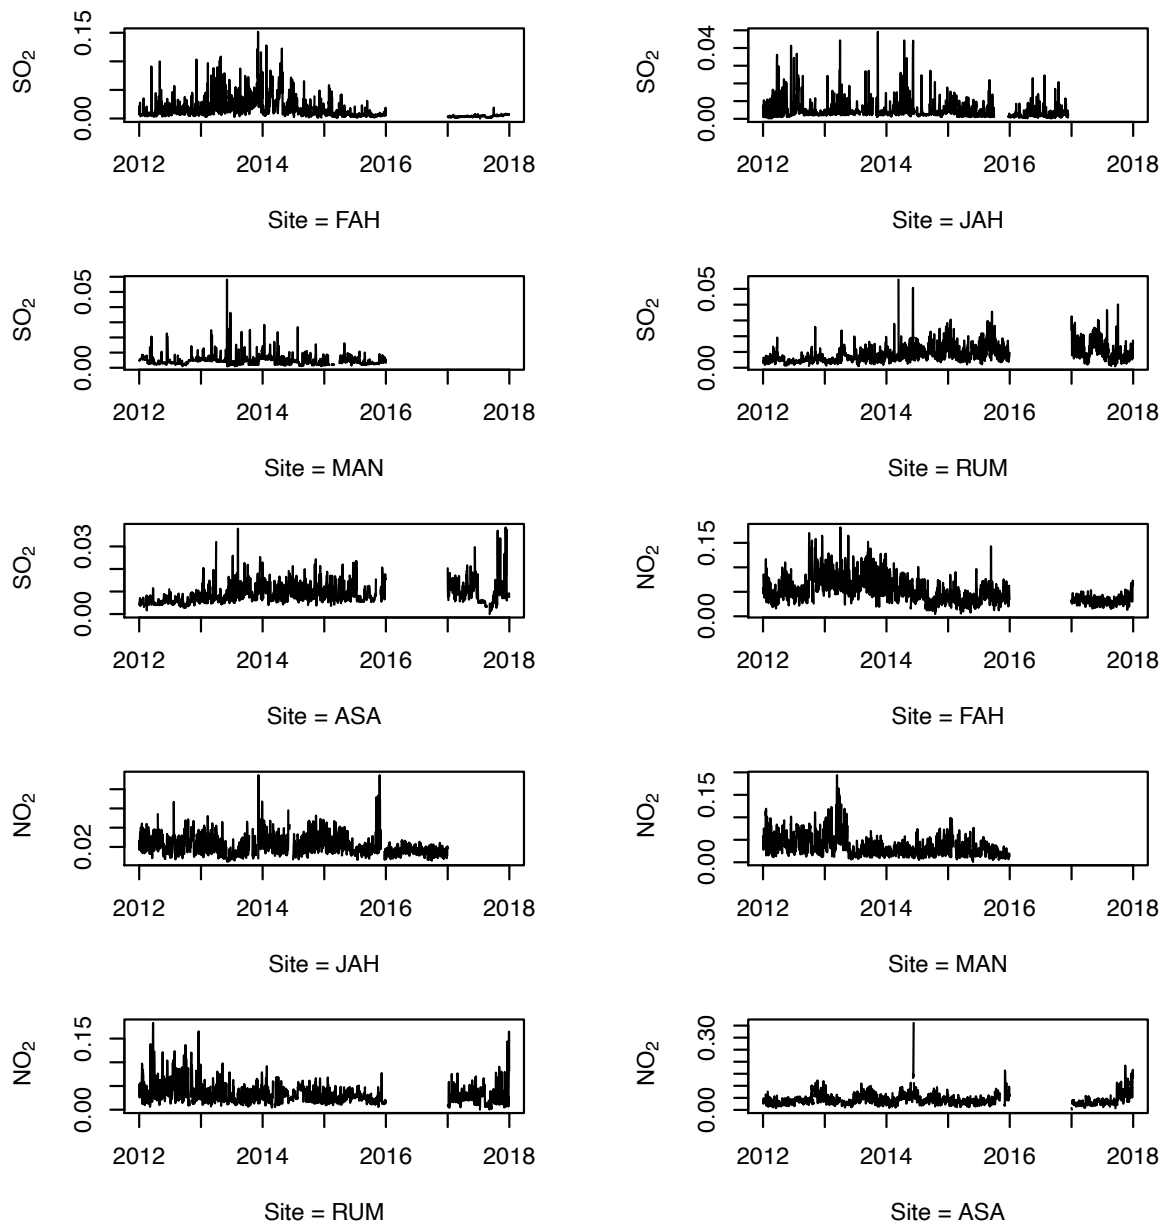 SO2
0.00 0.15
2012 2014 2016 2018
Site = FAH
SO2
0.00 0.04
2012 2014 2016 2018
Site = JAH
SO2
0.00 0.05
2012 2014 2016 2018
Site = MAN
SO2
0.00 0.05
2012 2014 2016 2018
Site = RUM
SO2
0.00 0.03
2012 2014 2016 2018
Site = ASA
NO2
0.00 0.15
2012 2014 2016 2018
Site = FAH
NO2
0.02
2012 2014 2016 2018
Site = JAH
NO2
0.00 0.15
2012 2014 2016 2018
Site = MAN
NO2
0.00 0.15
2012 2014 2016 2018
Site = RUM
NO2
0.00 0.30
2012 2014 2016 2018
Site = ASA